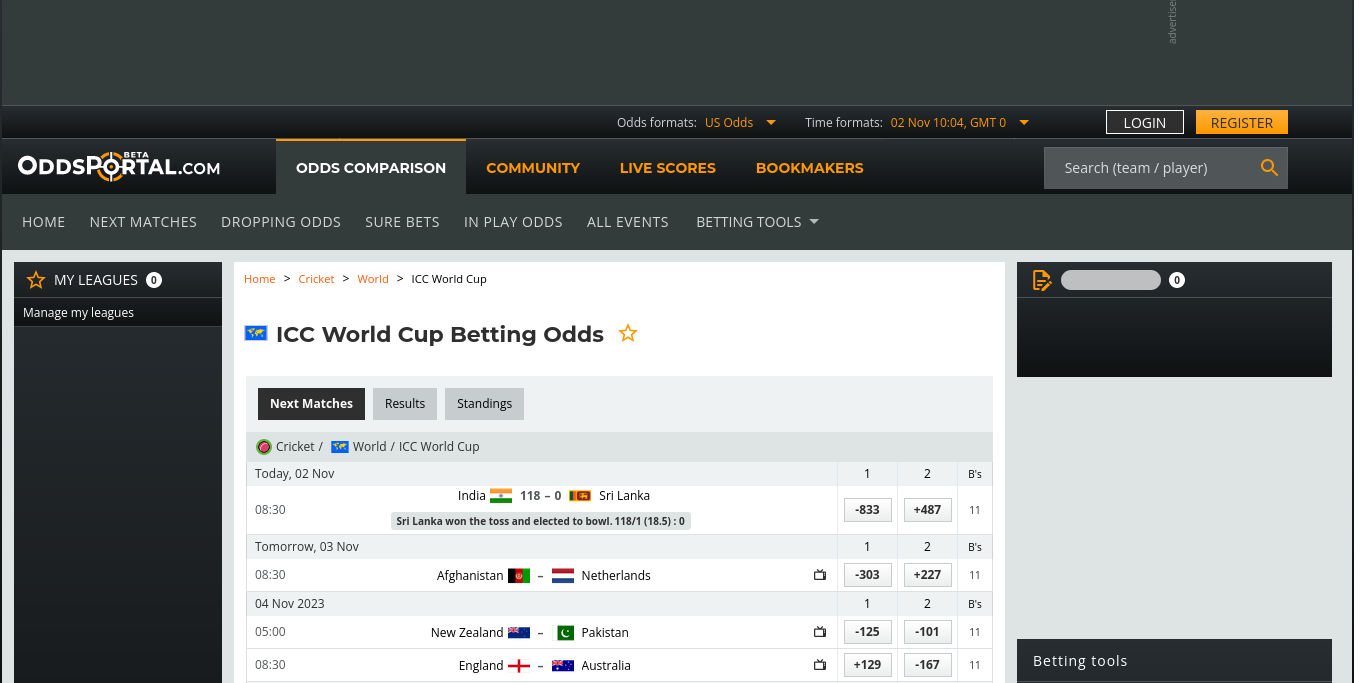 Odds formats: US Odds Time formats: 02 Nov 10:04, GMT 0 LOGIN REGISTER
ODDSPORTAL.COM BETA ODDS COMPARISON COMMUNITY LIVE SCORES BOOKMAKERS Search (team / player)
HOME NEXT MATCHES DROPPING ODDS SURE BETS IN PLAY ODDS ALL EVENTS BETTING TOOLS
MY LEAGUES 0
Manage my leagues
Home > Cricket > World > ICC World Cup
0
ICC World Cup Betting Odds
Next Matches Results Standings
Cricket / World / ICC World Cup
Today, 02 Nov 1 2 B's
08:30 India 118 – 0 Sri Lanka -833 +487 11
Sri Lanka won the toss and elected to bowl. 118/1 (18.5) : 0
Tomorrow, 03 Nov 1 2 B's
08:30 Afghanistan – Netherlands -303 +227 11
04 Nov 2023 1 2 B's
05:00 New Zealand – Pakistan -125 -101 11
08:30 England – Australia +129 -167 11
Betting tools